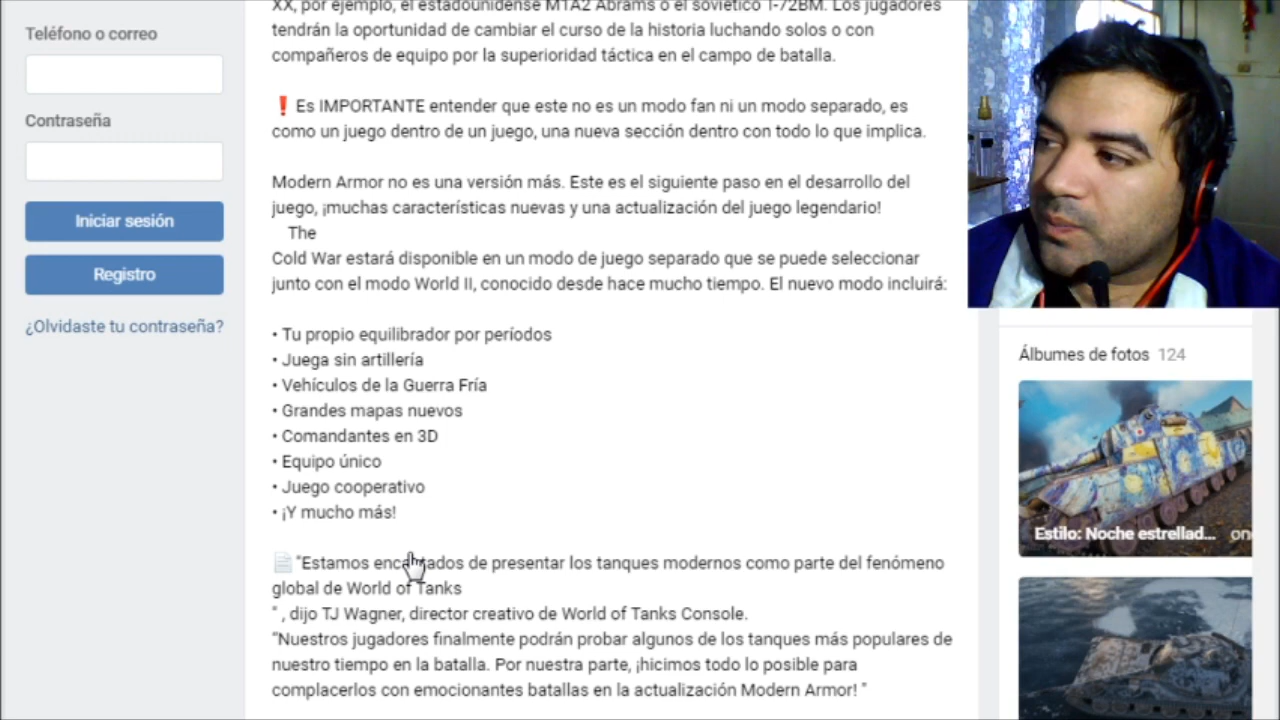 Teléfono o correo
Contraseña
Iniciar sesión
Registro
¿Olvidaste tu contraseña?
XX, por ejemplo, el estadounidense M1A2 Abrams o el soviético T-72BM. Los jugadores
tendrán la oportunidad de cambiar el curso de la historia luchando solos o con
compañeros de equipo por la superioridad táctica en el campo de batalla.
❗ Es IMPORTANTE entender que este no es un modo fan ni un modo separado, es
como un juego dentro de un juego, una nueva sección dentro con todo lo que implica.
Modern Armor no es una versión más. Este es el siguiente paso en el desarrollo del
juego, ¡muchas características nuevas y una actualización del juego legendario!
The
Cold War estará disponible en un modo de juego separado que se puede seleccionar
junto con el modo World II, conocido desde hace mucho tiempo. El nuevo modo incluirá:
• Tu propio equilibrador por períodos
• Juega sin artillería
• Vehículos de la Guerra Fría
• Grandes mapas nuevos
• Comandantes en 3D
• Equipo único
• Juego cooperativo
• ¡Y mucho más!
"Estamos encantados de presentar los tanques modernos como parte del fenómeno
global de World of Tanks
" , dijo TJ Wagner, director creativo de World of Tanks Console.
"Nuestros jugadores finalmente podrán probar algunos de los tanques más populares de
nuestro tiempo en la batalla. Por nuestra parte, ¡hicimos todo lo posible para
complacerlos con emocionantes batallas en la actualización Modern Armor! "
Álbumes de fotos 124
Estilo: Noche estrellad...